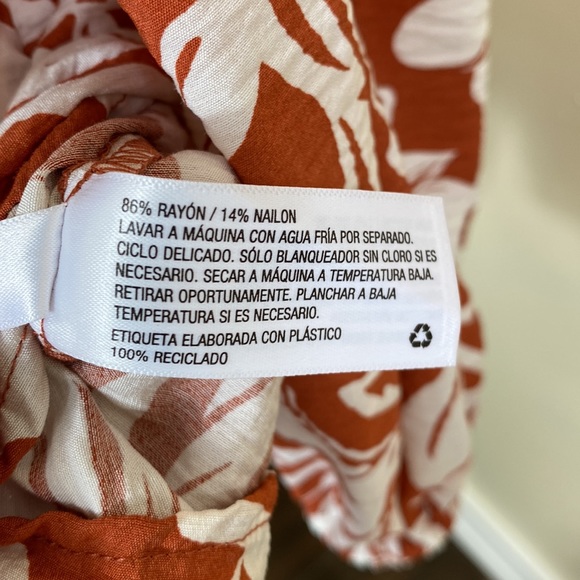 86% RAYÓN / 14% NAILON
LAVAR A MÁQUINA CON AGUA FRÍA POR SEPARADO.
CICLO DELICADO. SÓLO BLANQUEADOR SIN CLORO SI ES
NECESARIO. SECAR A MÁQUINA A TEMPERATURA BAJA.
RETIRAR OPORTUNAMENTE. PLANCHAR A BAJA
TEMPERATURA SI ES NECESARIO.
ETIQUETA ELABORADA CON PLÁSTICO
100% RECICLADO